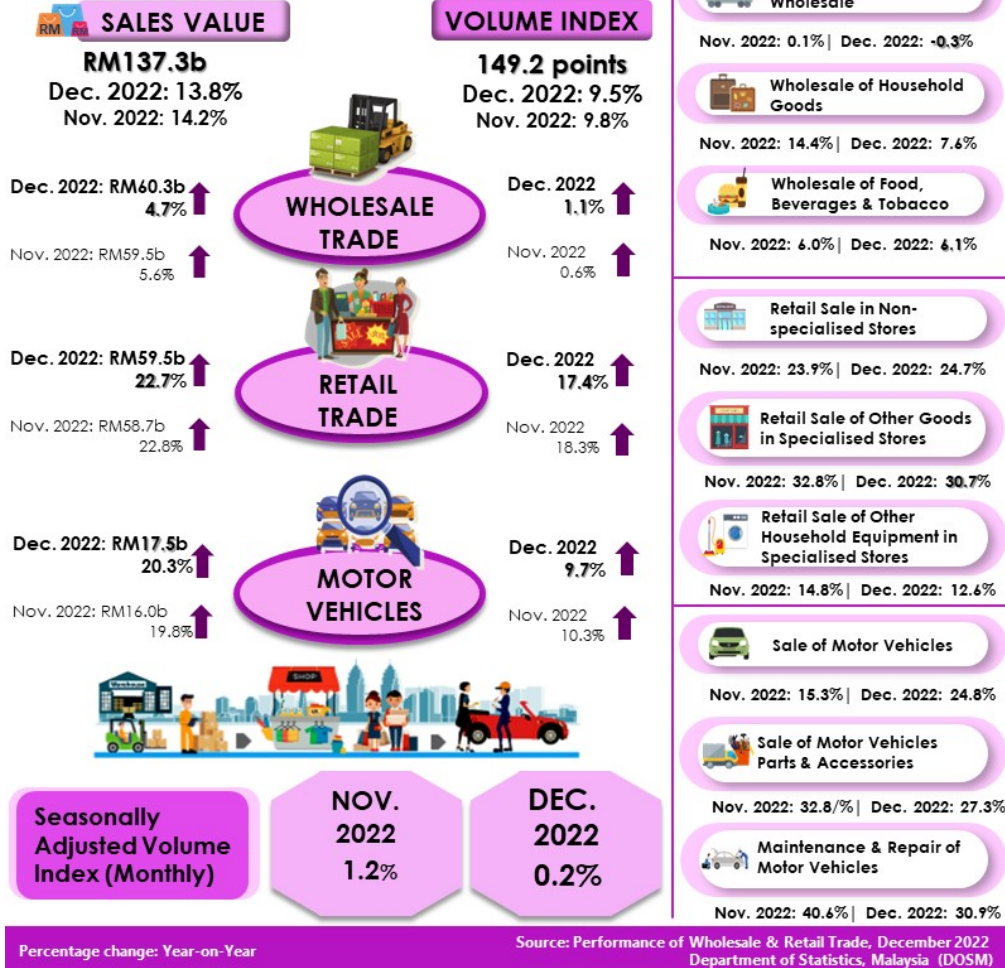 RM
RM
SALES VALUE
RM137.3b
Dec. 2022: 13.8%
Nov. 2022: 14.2%
VOLUME INDEX
149.2 points
Dec. 2022: 9.5%
Nov. 2022: 9.8%
Dec. 2022: RM60.3b
4.7%
Nov. 2022: RM59.5b
5.6%
WHOLESALE
TRADE
Dec. 2022
1.1%
Nov. 2022
0.6%
Dec. 2022: RM59.5b
22.7%
Nov. 2022: RM58.7b
22.8%
SALE
RETAIL
TRADE
Dec. 2022
17.4%
Nov. 2022
18.3%
Dec. 2022: RM17.5b
20.3%
Nov. 2022: RM16.0b
19.8%
MOTOR
VEHICLES
Dec. 2022
9.7%
Nov. 2022
10.3%
Warehouse
SHOP
Seasonally
Adjusted Volume
Index (Monthly)
NOV.
2022
1.2%
DEC.
2022
0.2%
Wholesale
Nov. 2022: 0.1%| Dec. 2022: -0.3%
Wholesale of Household
Goods
Nov. 2022: 14.4%| Dec. 2022: 7.6%
Wholesale of Food,
Beverages & Tobacco
Nov. 2022: 6.0%| Dec. 2022: 6.1%
Retail Sale in Non-
specialised Stores
Nov. 2022: 23.9%| Dec. 2022: 24.7%
Retail Sale of Other Goods
in Specialised Stores
Nov. 2022: 32.8%| Dec. 2022: 30.7%
Retail Sale of Other
Household Equipment in
Specialised Stores
Nov. 2022: 14.8%| Dec. 2022: 12.6%
Sale of Motor Vehicles
Nov. 2022: 15.3%| Dec. 2022: 24.8%
Sale of Motor Vehicles
Parts & Accessories
Nov. 2022: 32.8/%| Dec. 2022: 27.3%
Maintenance & Repair of
Motor Vehicles
Nov. 2022: 40.6%| Dec. 2022: 30.9%
Percentage change: Year-on-Year
Source: Performance of Wholesale & Retail Trade, December 2022
Department of Statistics, Malaysia (DOSM)